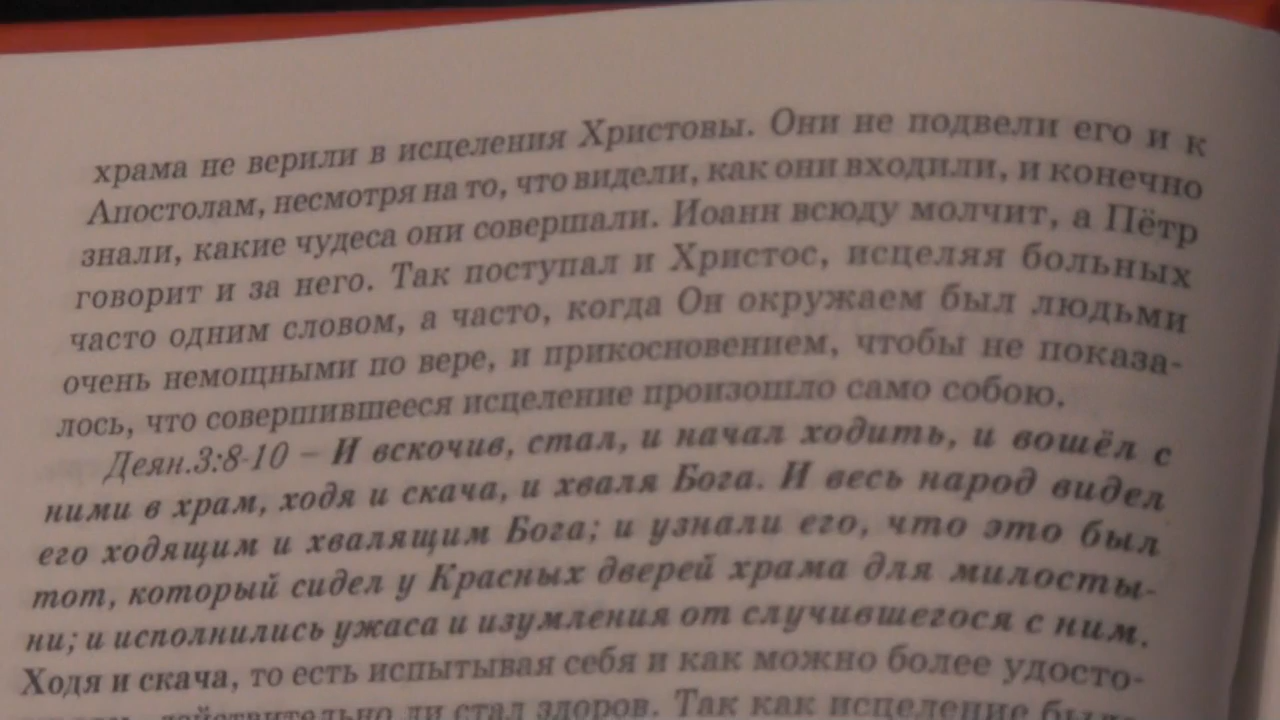 храма не верили в исцеления Христовы. Они не подвели его и к
Апостолам, несмотря на то, что видели, как они входили, и конечно
знали, какие чудеса они совершали. Иоанн всюду молчит, а Пётр
говорит и за него. Так поступал и Христос, исцеляя больных
часто одним словом, а часто, когда Он окружаем был людьми
очень немощными по вере, и прикосновением, чтобы не показа-
лось, что совершившееся исцеление произошло само собою.
Деян.3:8-10 – И вскочив, стал, и начал ходить, и вошёл с
ними в храм, ходя и скача, и хваля Бога. И весь народ видел
его ходящим и хвалящим Бога; и узнали его, что это был
тот, который сидел у Красных дверей храма для милосты-
ни; и исполнились ужаса и изумления от случившегося с ним.
Ходя и скача, то есть испытывая себя и как можно более удосто-
действительно ли стал здоров. Так как исцеление